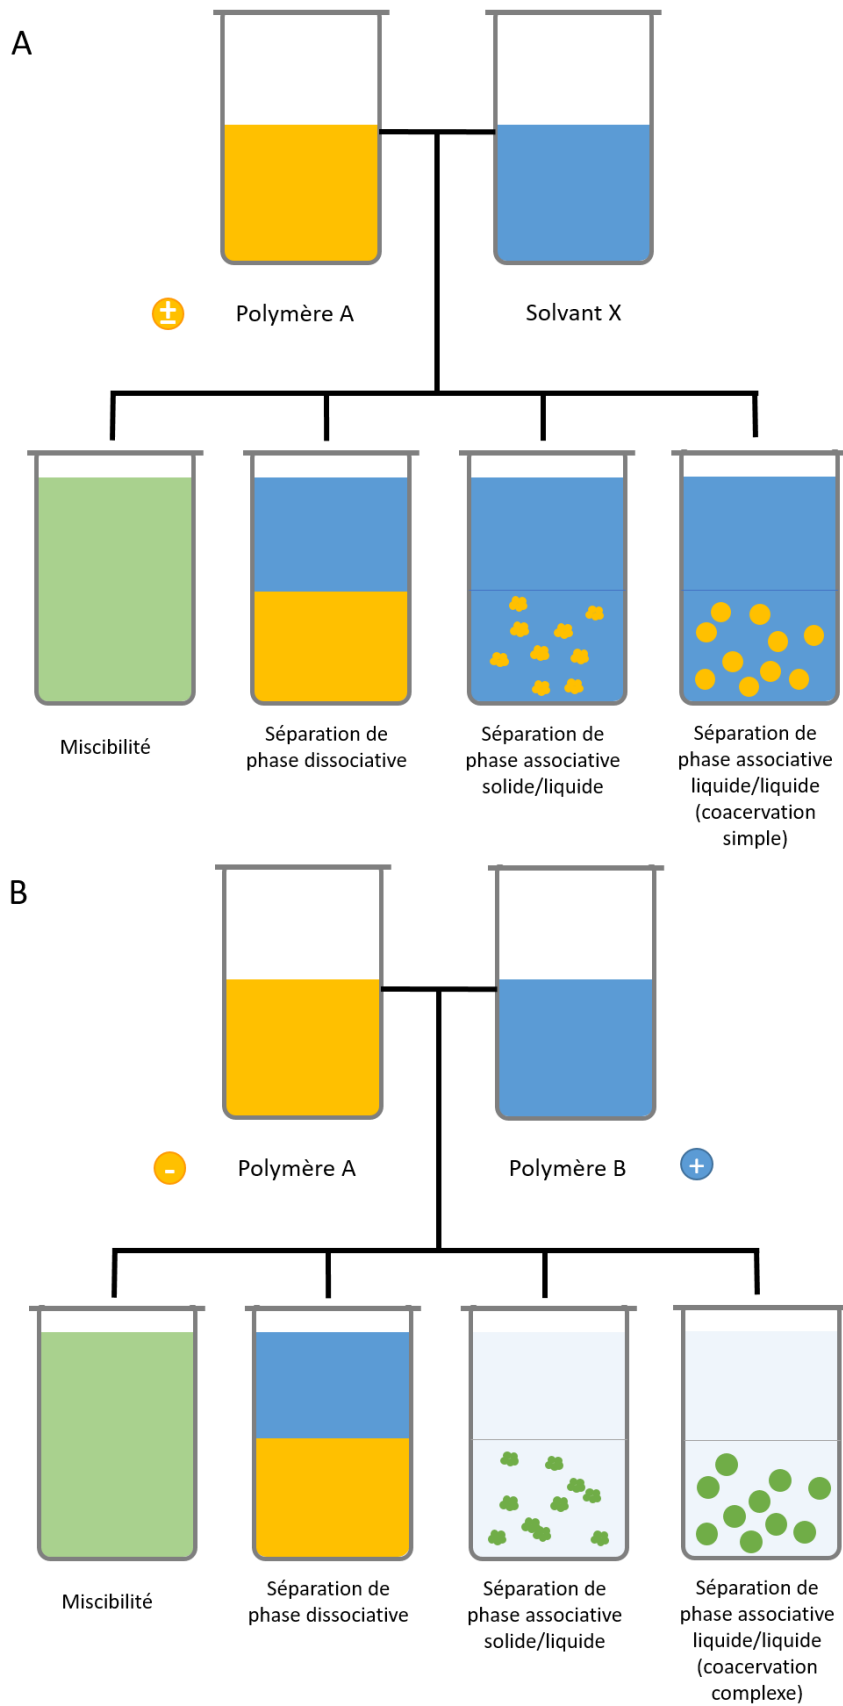 A
±
Polymère A
Solvant X
Miscibilité
Séparation de
phase dissociative
Séparation de
phase associative
solide/liquide
Séparation de
phase associative
liquide/liquide
(coacervation
simple)
B
-
Polymère A
Polymère B
+
Miscibilité
Séparation de
phase dissociative
Séparation de
phase associative
solide/liquide
Séparation de
phase associative
liquide/liquide
(coacervation
complexe)